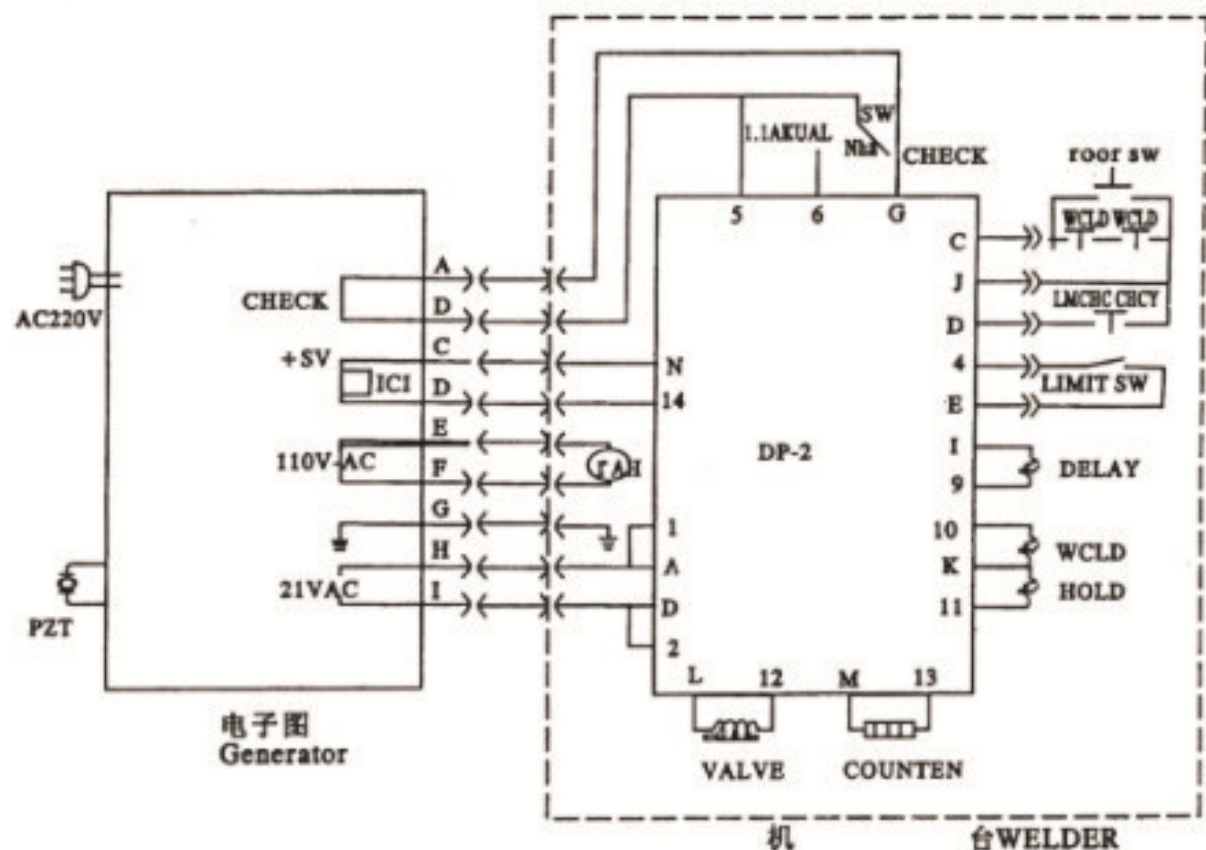 SW
1.1AKUAL
Nha
CHECK
roor sw
5
6
G
WCLD WCLD
C
A
J
CHECK
D
LMCHC CHCY
AC220V
D
+SV
C
N
4
ICI
D
14
LIMIT SW
E
E
110V-AC
DP-2
I
F
DELAY
9
G
1
10
H
A
WCLD
K
21VAC
I
D
HOLD
11
PZT
2
L
12
M
13
电子图
Generator
VALVE
COUNTEN
机
台WELDER